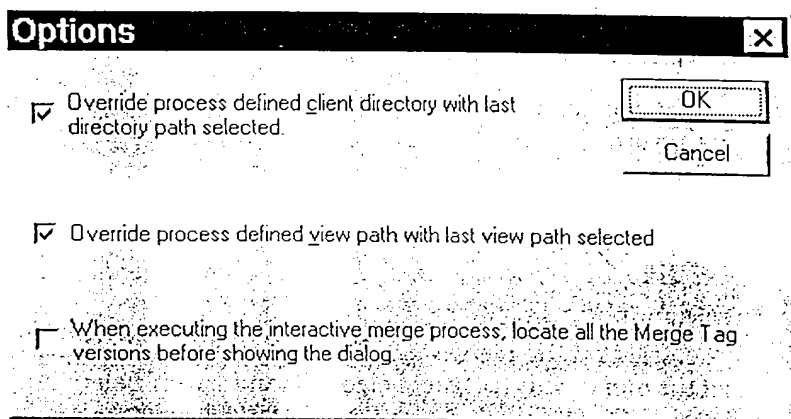 Options
Override process defined client directory with last
directory path selected.
OK
Cancel
Override process defined view path with last view path selected
When executing the interactive merge process, locate all the Merge Tag
versions before showing the dialog.